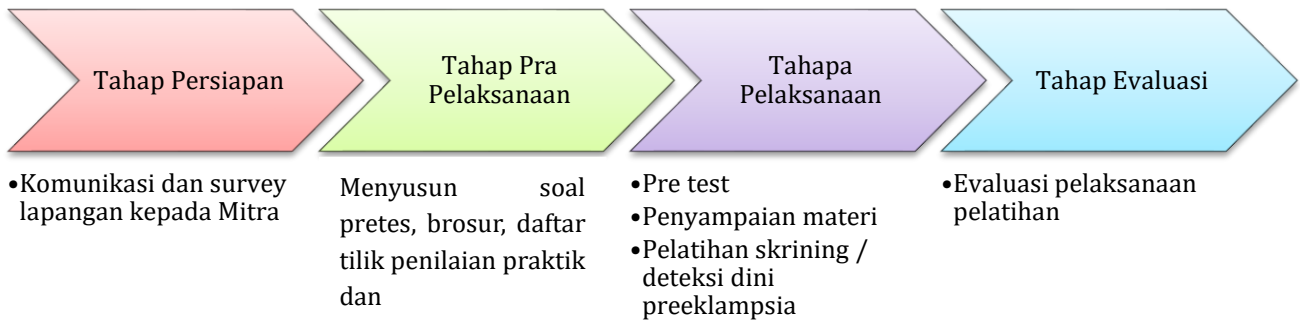 Tahap Persiapan
•Komunikasi dan survey
lapangan kepada Mitra
Tahap Pra
Pelaksanaan
Menyusun soal
pretes, brosur, daftar
tilik penilaian praktik
dan
Tahapa
Pelaksanaan
•Pre test
•Penyampaian materi
•Pelatihan skrining /
deteksi dini
preeklampsia
Tahap Evaluasi
•Evaluasi pelaksanaan
pelatihan